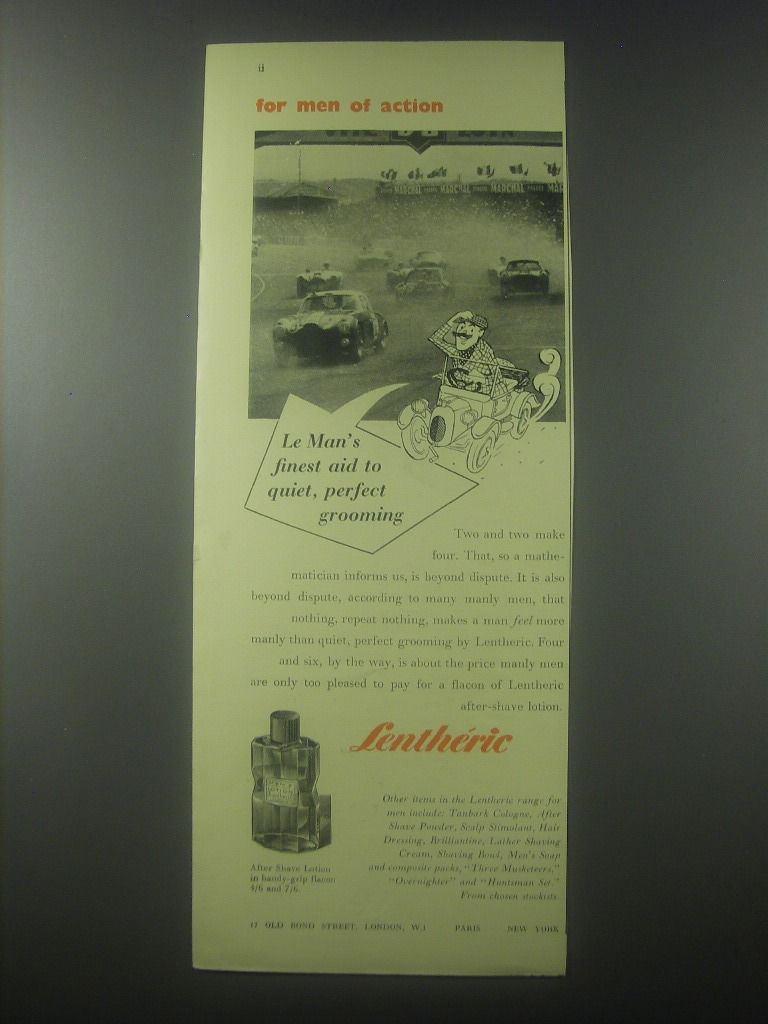 ii
for men of action
MARCHAL MARCHAL MARCHAL
Le Man's
finest aid to
quiet, perfect
grooming
Two and two make
four. That, so a mathe-
matician informs us, is beyond dispute. It is also
beyond dispute, according to many manly men, that
nothing, repeat nothing, makes a man feel more
manly than quiet, perfect grooming by Lentheric. Four
and six, by the way, is about the price manly men
are only too pleased to pay for a flacon of Lentheric
after-shave lotion.
Lenthéric
Other items in the Lentheric range for
men include: Tanbark Cologne, After
Shave Powder, Scalp Stimulant, Hair
Dressing, Brilliantine, Lather Shaving
Cream, Shaving Bowl, Men's Soap
and composite packs, "Three Musketeers,"
"Overnighter" and "Huntsman Set."
From chosen stockists.
After Shave Lotion
in handy-grip flacon
4/6 and 7/6.
17 OLD BOND STREET, LONDON, W.1 PARIS NEW YORK